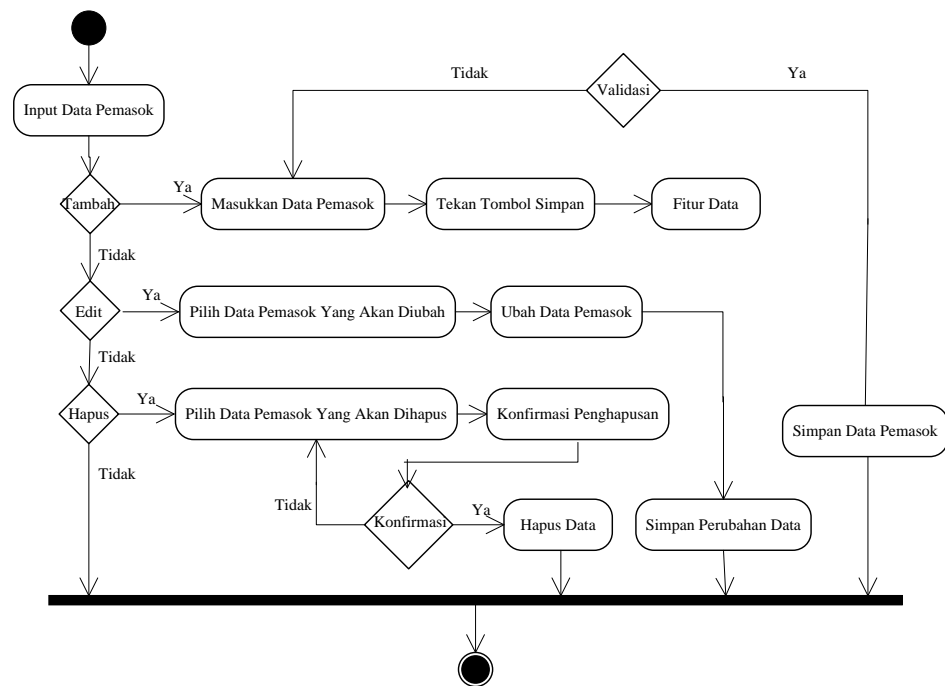 Tidak
Ya
Validasi
Input Data Pemasok
Tambah
Ya
Masukkan Data Pemasok
Tekan Tombol Simpan
Fitur Data
Tidak
Edit
Ya
Pilih Data Pemasok Yang Akan Diubah
Ubah Data Pemasok
Tidak
Hapus
Ya
Pilih Data Pemasok Yang Akan Dihapus
Konfirmasi Penghapusan
Simpan Data Pemasok
Tidak
Tidak
Konfirmasi
Ya
Hapus Data
Simpan Perubahan Data